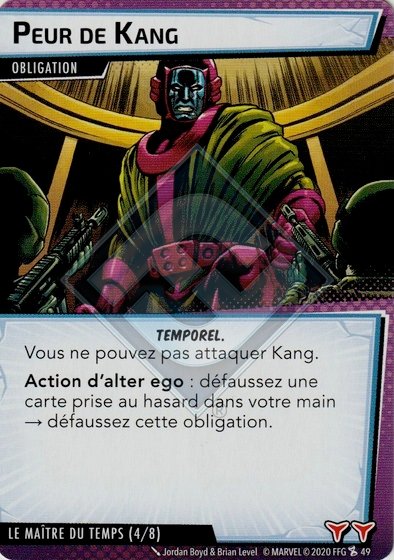 Peur de Kang
OBLIGATION
TEMPOREL.
Vous ne pouvez pas attaquer Kang.
Action d'alter ego : défaussez une
carte prise au hasard dans votre main
→ défaussez cette obligation.
LE MAÎTRE DU TEMPS (4/8)
Jordan Boyd & Brian Level © MARVEL © 2020 FFG 49